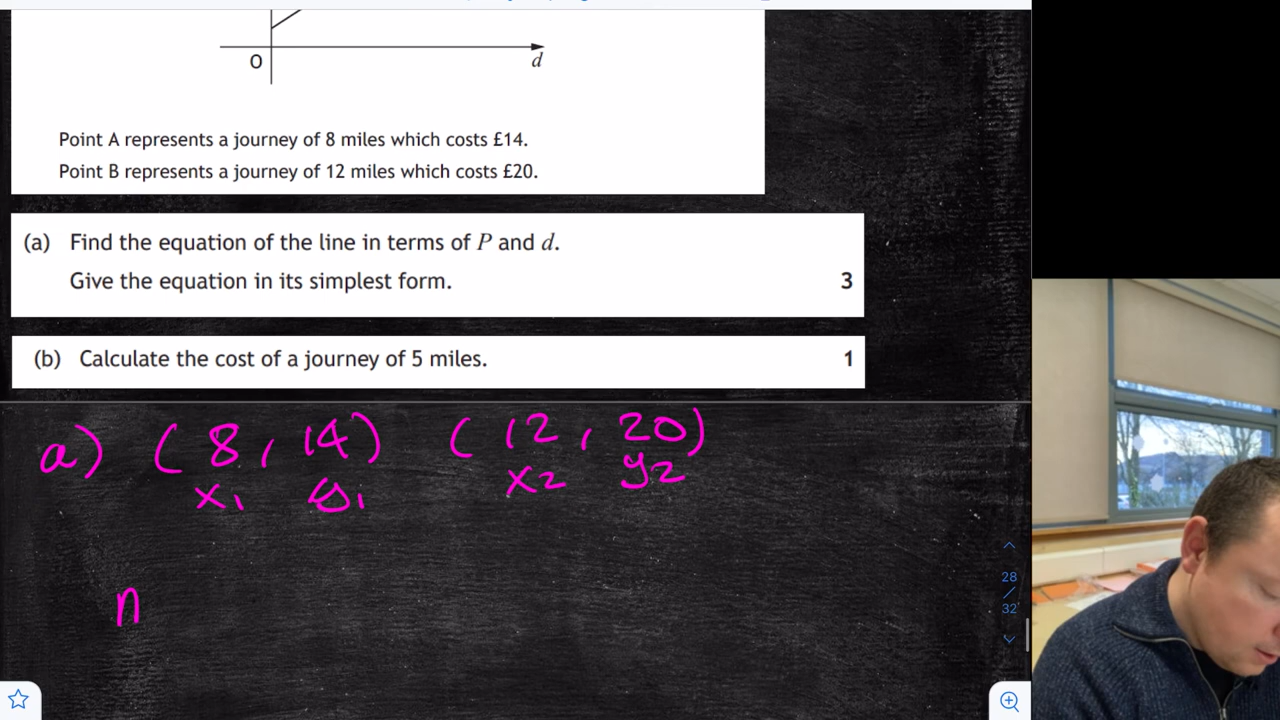 O
d
Point A represents a journey of 8 miles which costs £14.
Point B represents a journey of 12 miles which costs £20.
(a) Find the equation of the line in terms of P and d.
Give the equation in its simplest form. 3
(b) Calculate the cost of a journey of 5 miles. 1
a) (8, 14) (12, 20)
x1 y1 x2 y2
n
28
/
32